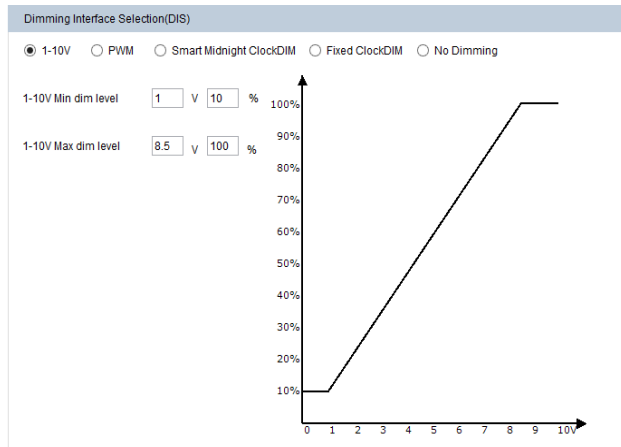 Dimming Interface Selection(DIS)
1-10V PWM Smart Midnight ClockDIM Fixed ClockDIM No Dimming
1-10V Min dim level 1 V 10 %
1-10V Max dim level 8.5 V 100 %
100%
90%
80%
70%
60%
50%
40%
30%
20%
10%
0 1 2 3 4 5 6 7 8 9 10V